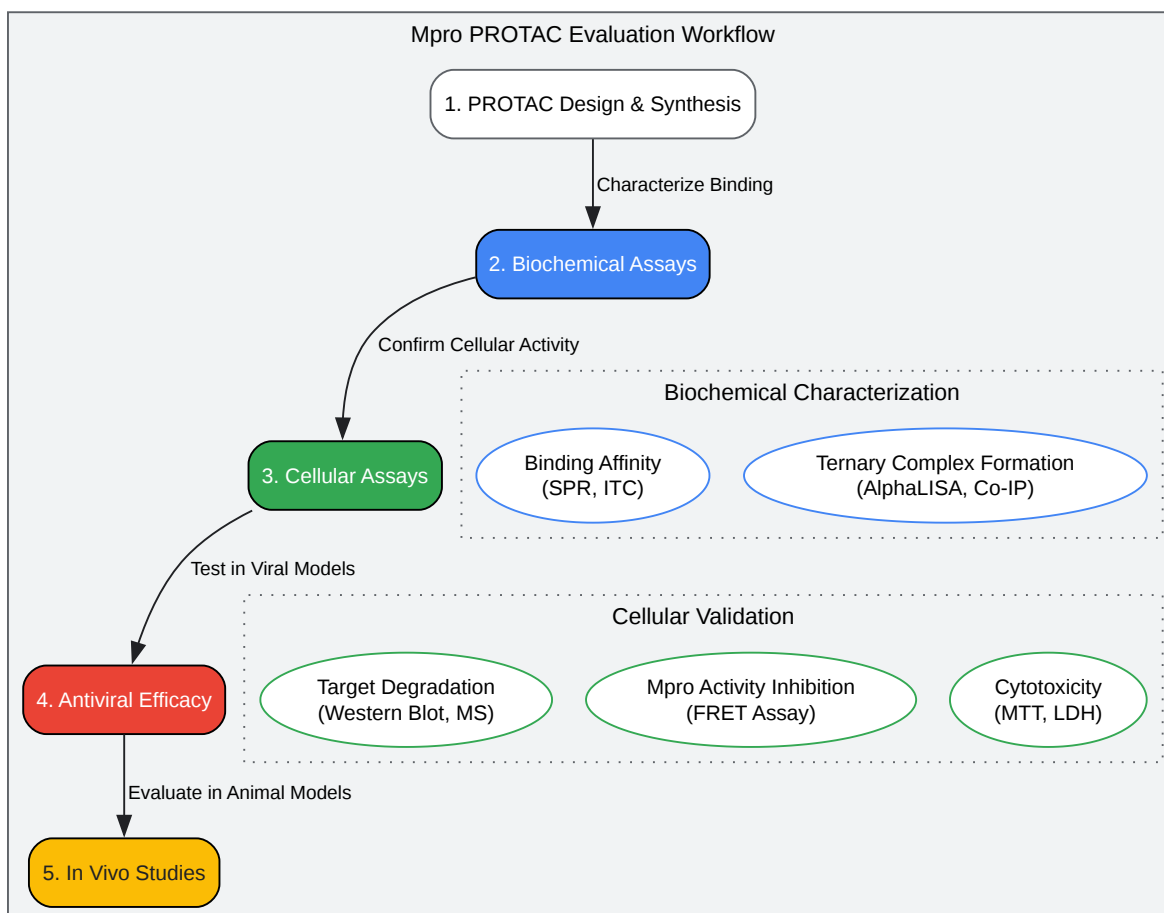 Mpro PROTAC Evaluation Workflow
1. PROTAC Design & Synthesis
Characterize Binding
2. Biochemical Assays
Confirm Cellular Activity
Biochemical Characterization
3. Cellular Assays
Binding Affinity
(SPR, ITC)
Ternary Complex Formation
(AlphaLISA, Co-IP)
Test in Viral Models
Cellular Validation
4. Antiviral Efficacy
Target Degradation
(Western Blot, MS)
Mpro Activity Inhibition
(FRET Assay)
Cytotoxicity
(MTT, LDH)
Evaluate in Animal Models
5. In Vivo Studies